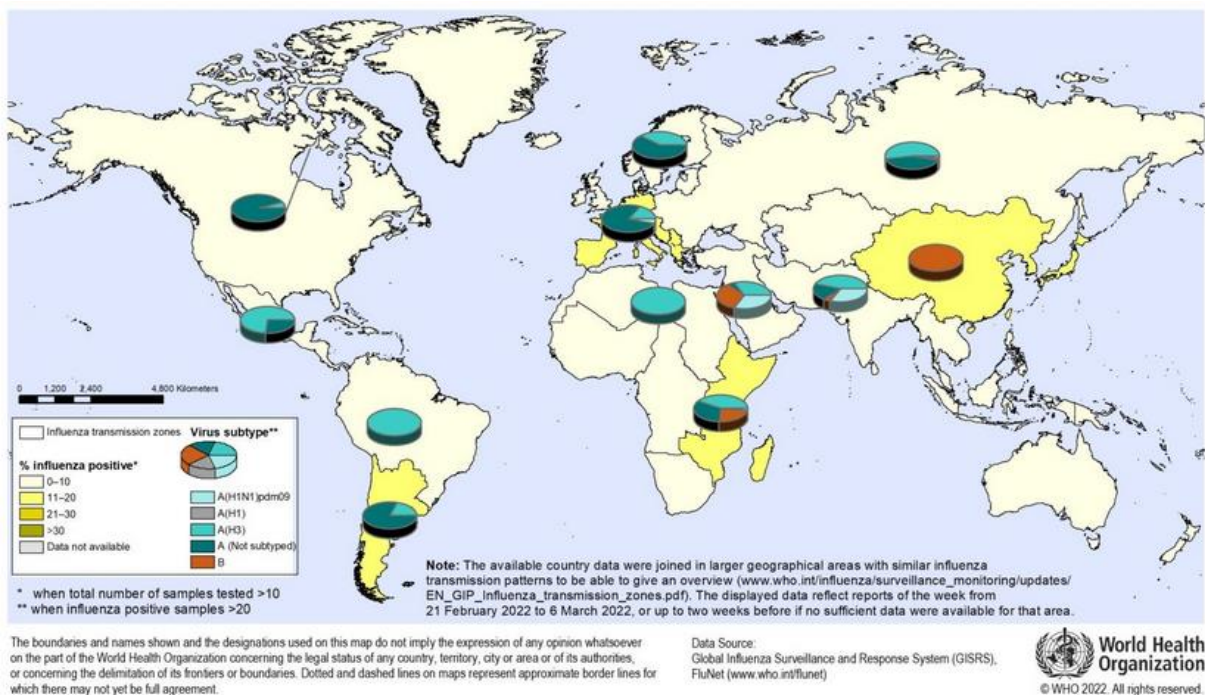 0 1,200 2,400 4,800 Kilometers
Influenza transmission zones
% influenza positive*
0–10
11–20
21–30
>30
Data not available
Virus subtype**
A(H1N1)pdm09
A(H1)
A(H3)
A (Not subtyped)
B
* when total number of samples tested >10
** when influenza positive samples >20
Note: The available country data were joined in larger geographical areas with similar influenza
transmission patterns to be able to give an overview (www.who.int/influenza/surveillance_monitoring/updates/
EN_GIP_Influenza_transmission_zones.pdf). The displayed data reflect reports of the week from
21 February 2022 to 6 March 2022, or up to two weeks before if no sufficient data were available for that area.
The boundaries and names shown and the designations used on this map do not imply the expression of any opinion whatsoever
on the part of the World Health Organization concerning the legal status of any country, territory, city or area or of its authorities,
or concerning the delimitation of its frontiers or boundaries. Dotted and dashed lines on maps represent approximate border lines for
which there may not yet be full agreement.
Data Source:
Global Influenza Surveillance and Response System (GISRS),
FluNet (www.who.int/flunet)
World Health
Organization
© WHO 2022. All rights reserved.